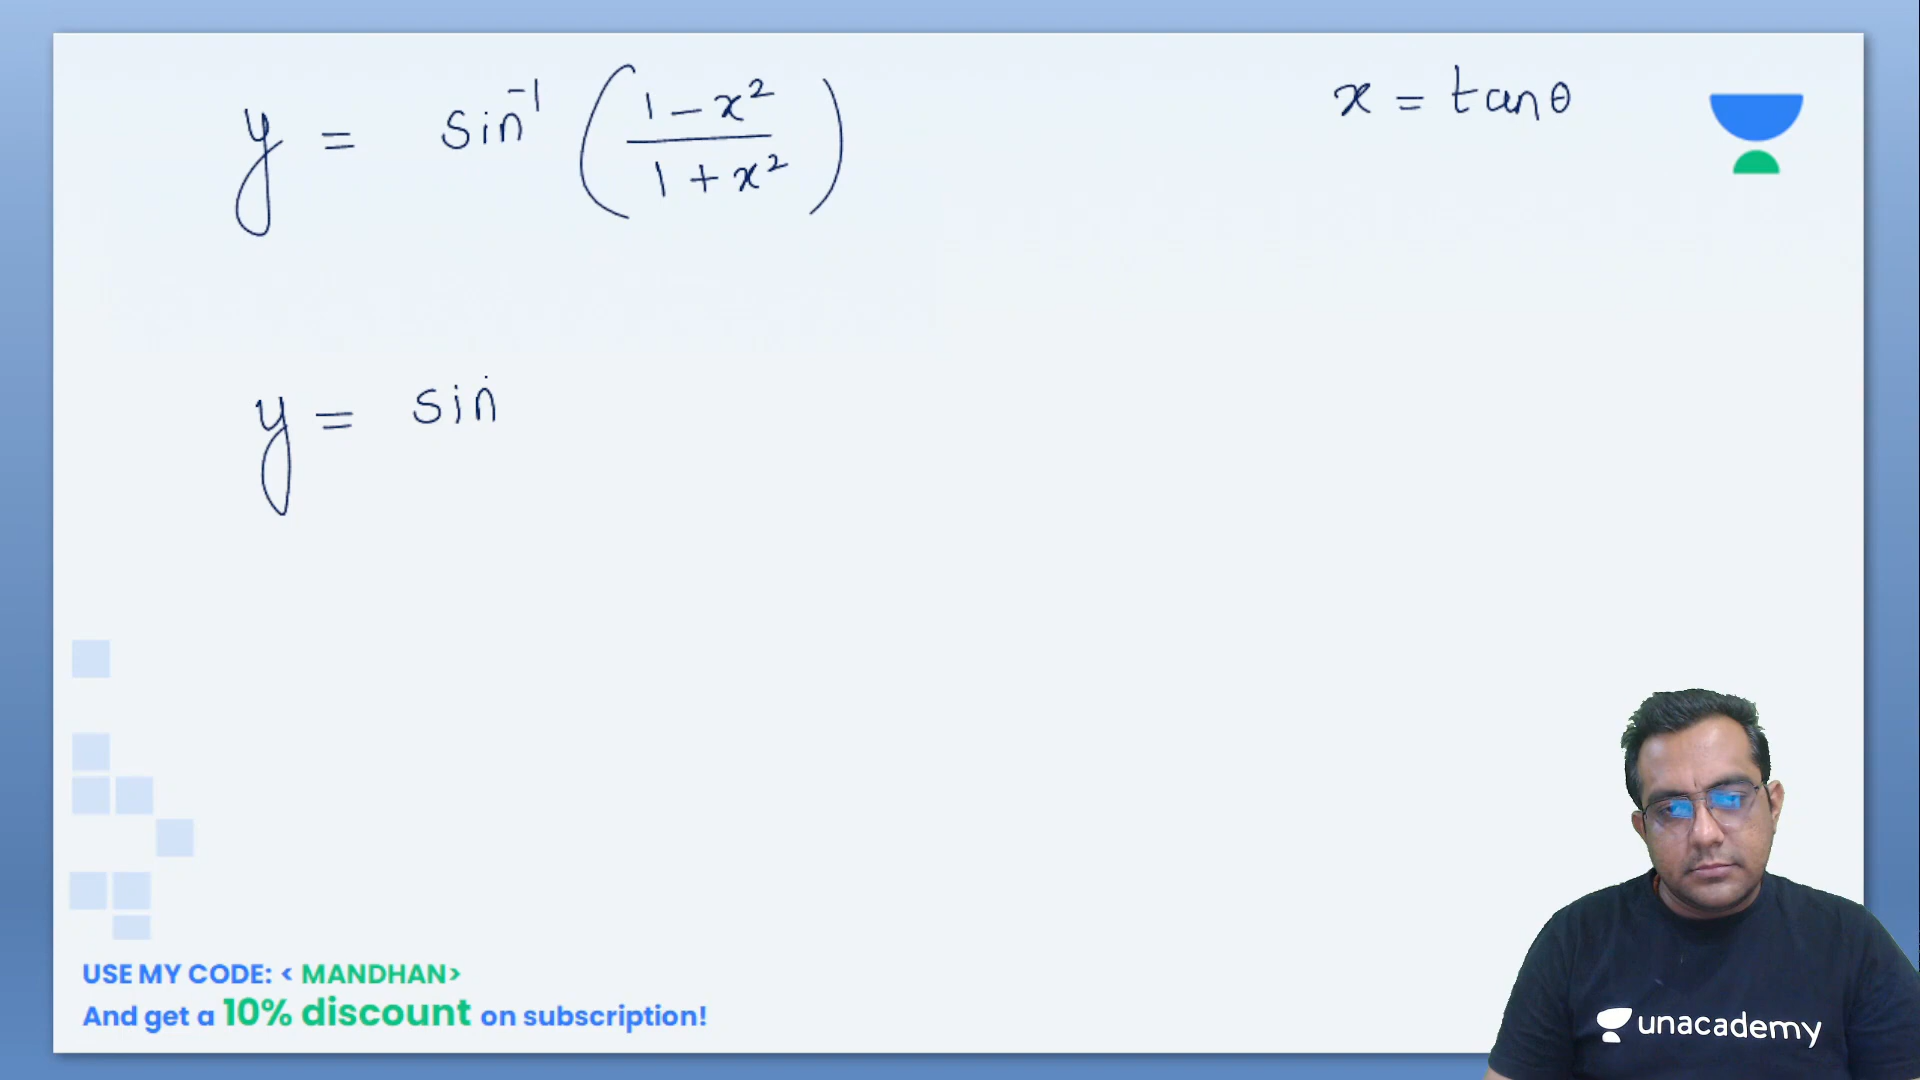 y = sin⁻¹ ( (1 − x²) / (1 + x²) )
x = tanθ
y = sin
USE MY CODE: < MANDHAN>
And get a 10% discount on subscription!
unacademy